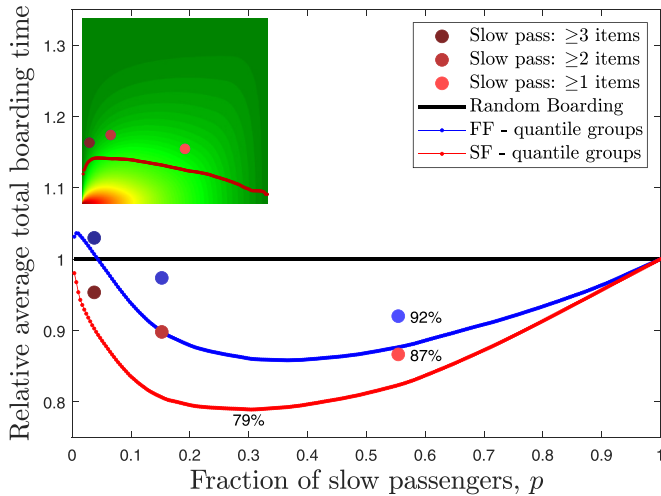 Relative average total boarding time
1.3
1.2
1.1
1
0.9
0.8
Slow pass: ≥3 items
Slow pass: ≥2 items
Slow pass: ≥1 items
Random Boarding
FF - quantile groups
SF - quantile groups
92%
87%
79%
0 0.1 0.2 0.3 0.4 0.5 0.6 0.7 0.8 0.9 1
Fraction of slow passengers, p